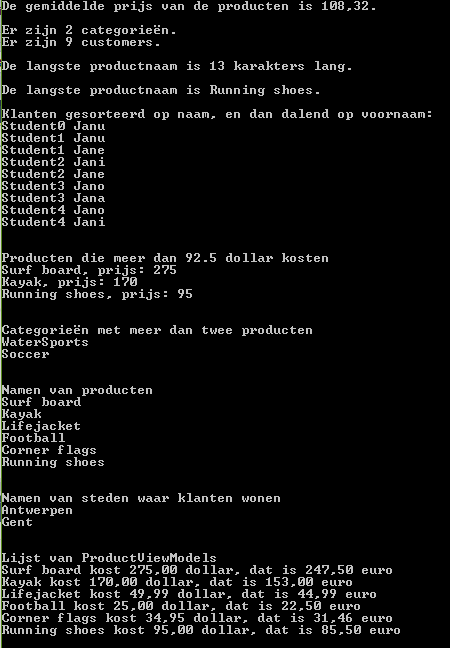 De gemiddelde prijs van de producten is 108,32.
Er zijn 2 categorieën.
Er zijn 9 customers.
De langste productnaam is 13 karakters lang.
De langste productnaam is Running shoes.
Klanten gesorteerd op naam, en dan dalend op voornaam:
Student0 Janu
Student1 Janu
Student1 Jane
Student2 Jani
Student2 Jane
Student3 Jano
Student3 Jana
Student4 Jano
Student4 Jani
Producten die meer dan 92.5 dollar kosten
Surf board, prijs: 275
Kayak, prijs: 170
Running shoes, prijs: 95
Categorieën met meer dan twee producten
WaterSports
Soccer
Namen van producten
Surf board
Kayak
Lifejacket
Football
Corner flags
Running shoes
Namen van steden waar klanten wonen
Antwerpen
Gent
Lijst van ProductViewModels
Surf board kost 275,00 dollar, dat is 247,50 euro
Kayak kost 170,00 dollar, dat is 153,00 euro
Lifejacket kost 49,99 dollar, dat is 44,99 euro
Football kost 25,00 dollar, dat is 22,50 euro
Corner flags kost 34,95 dollar, dat is 31,46 euro
Running shoes kost 95,00 dollar, dat is 85,50 euro